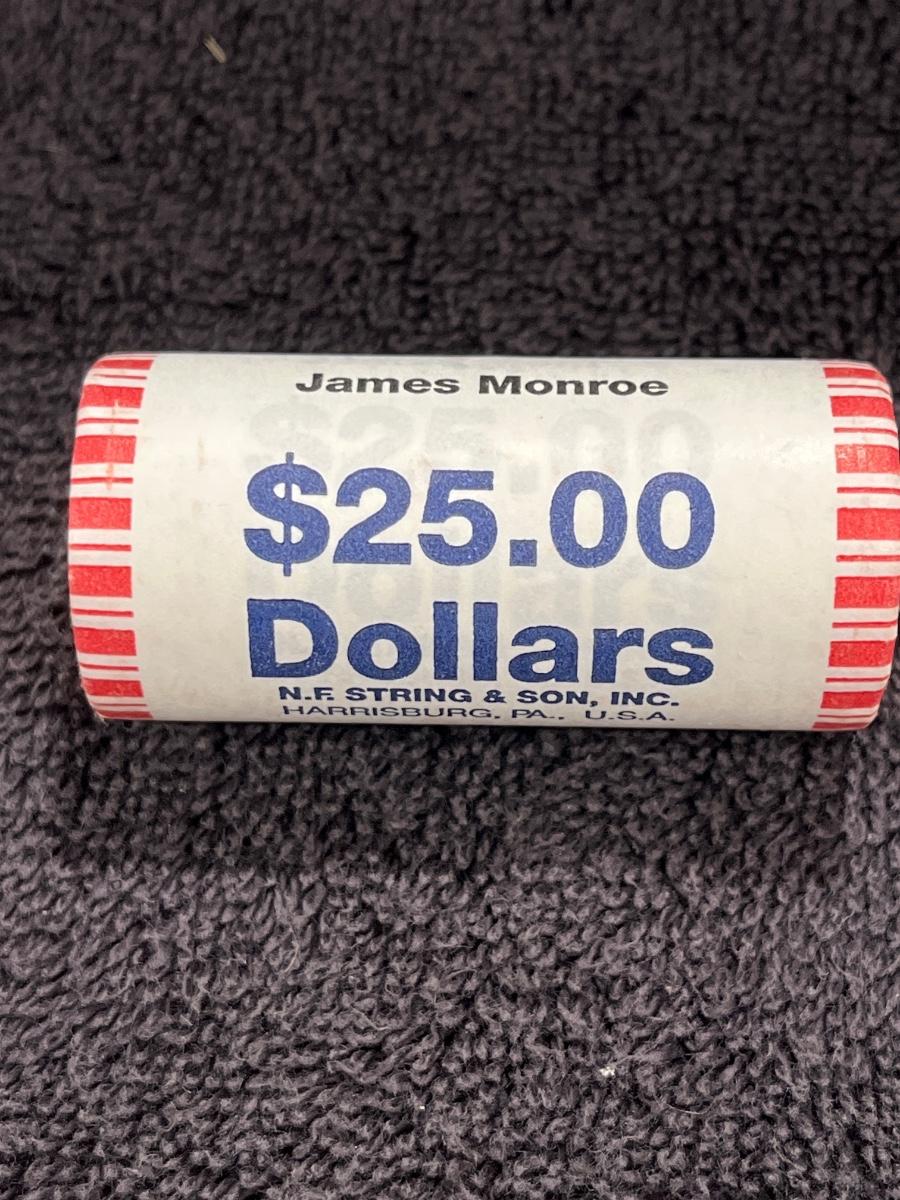 James Monroe
$25.00
Dollars
N.F. STRING & SON, INC.
HARRISBURG, PA., U.S.A.